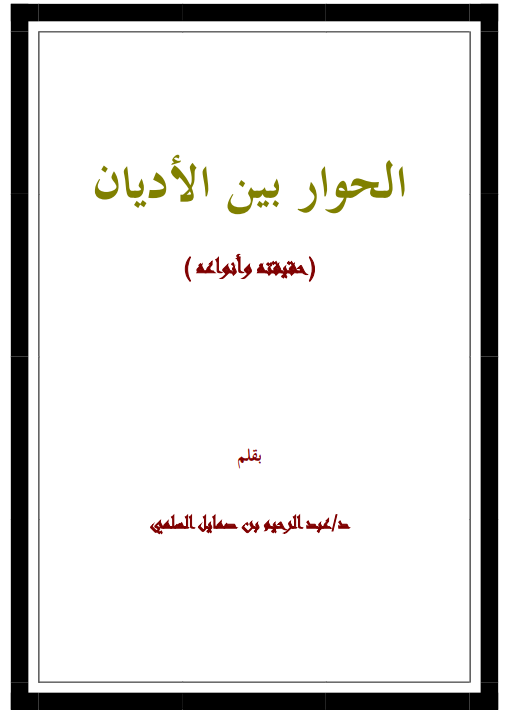 الحوار بين الأديان
(حقيقته وأنواعه )
بقلم
د/عبد الرحيم بن صمايل السلمي